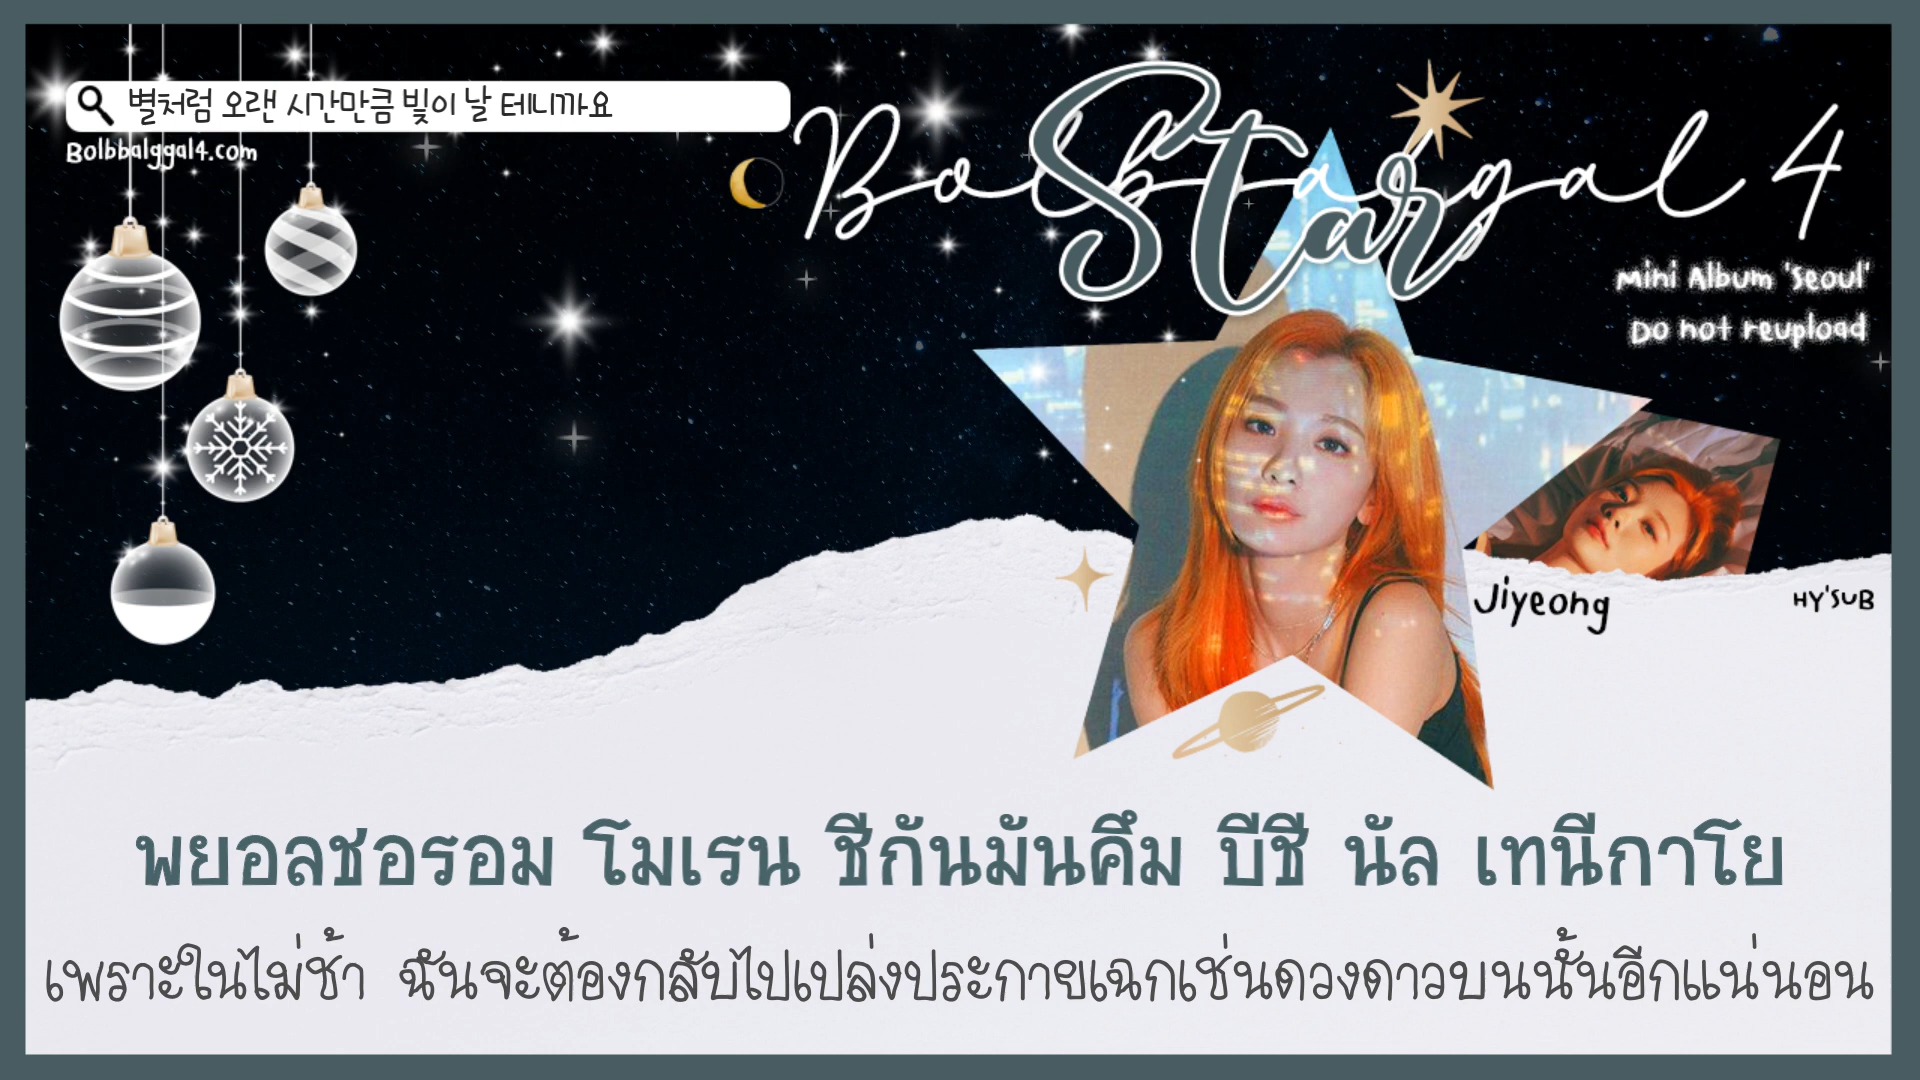 별처럼 오랜 시간만큼 빛이 날 테니까요
Bolbbalggal4.com
Bolbbalggal 4
Star
Mini Album 'Seoul'
Do not reupload
Jiyeong
HY'SUB
พยอลชอรอม โมเรน ชีกันมันคึม บีชี นัล เทนีกาโย
เพราะในไม่ช้า ฉันจะต้องกลับไปเปล่งประกายเฉกเช่นดวงดาวบนนั้นอีกแน่นอน